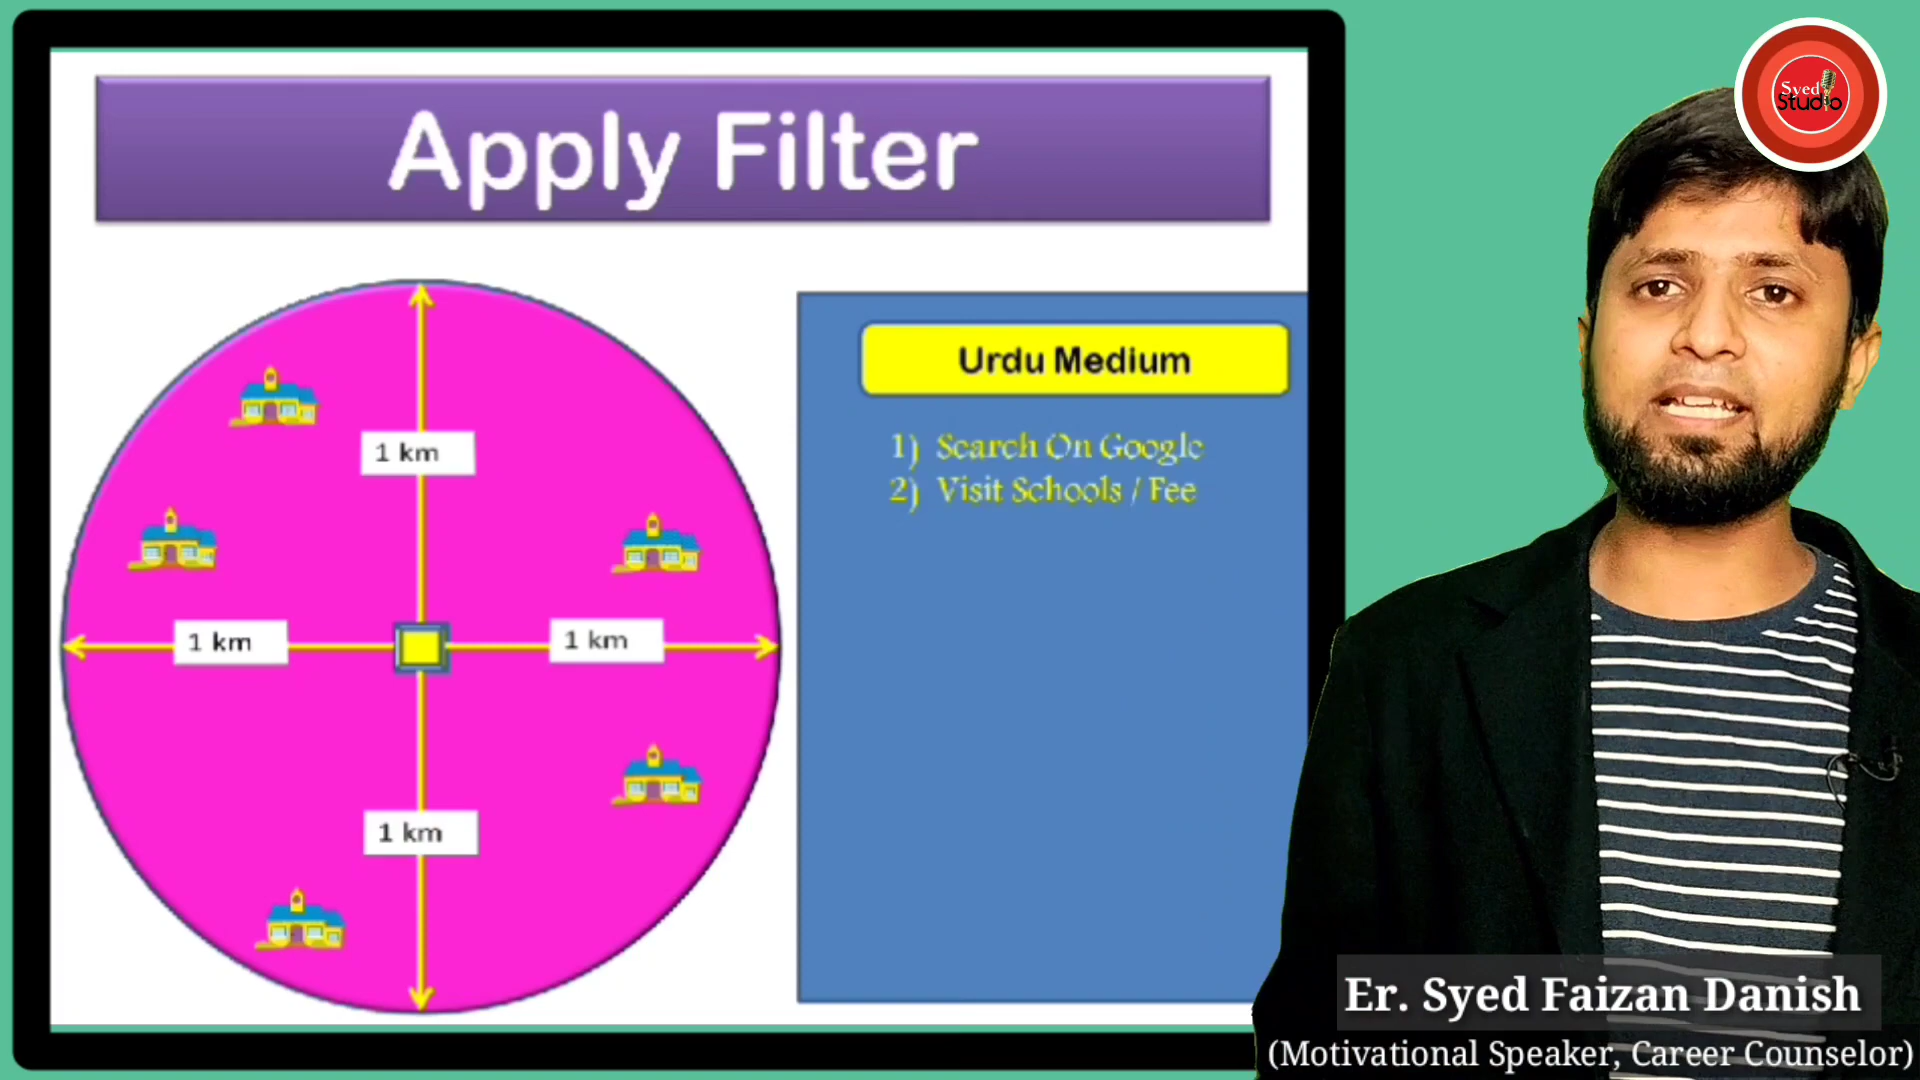 Apply Filter
Syed
Studio
Urdu Medium
1) Search On Google
2) Visit Schools / Fee
1 km
1 km
1 km
1 km
Er. Syed Faizan Danish
(Motivational Speaker, Career Counselor)